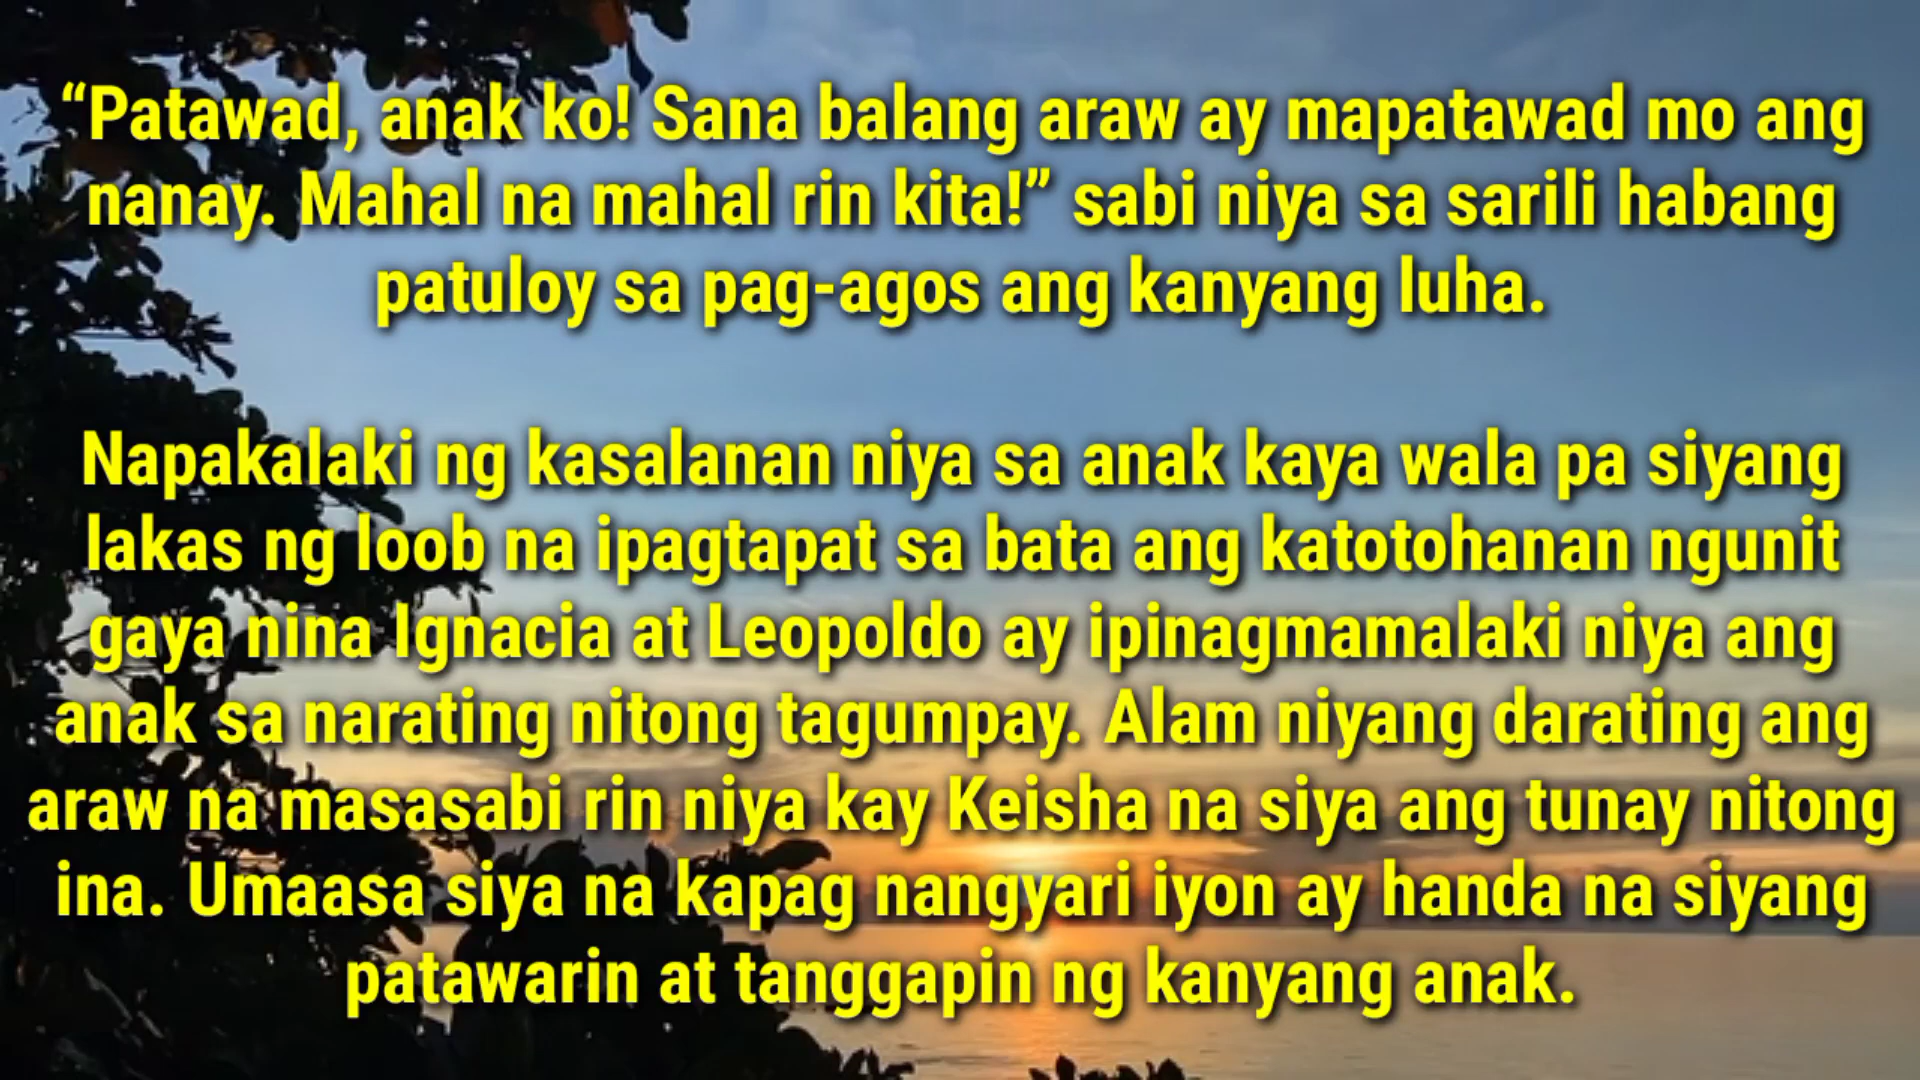 “Patawad, anak ko! Sana balang araw ay mapatawad mo ang
nanay. Mahal na mahal rin kita!” sabi niya sa sarili habang
patuloy sa pag-agos ang kanyang luha.
Napakalaki ng kasalanan niya sa anak kaya wala pa siyang
lakas ng loob na ipagtapat sa bata ang katotohanan ngunit
gaya nina Ignacia at Leopoldo ay ipinagmamalaki niya ang
anak sa narating nitong tagumpay. Alam niyang darating ang
araw na masasabi rin niya kay Keisha na siya ang tunay nitong
ina. Umaasa siya na kapag nangyari iyon ay handa na siyang
patawarin at tanggapin ng kanyang anak.